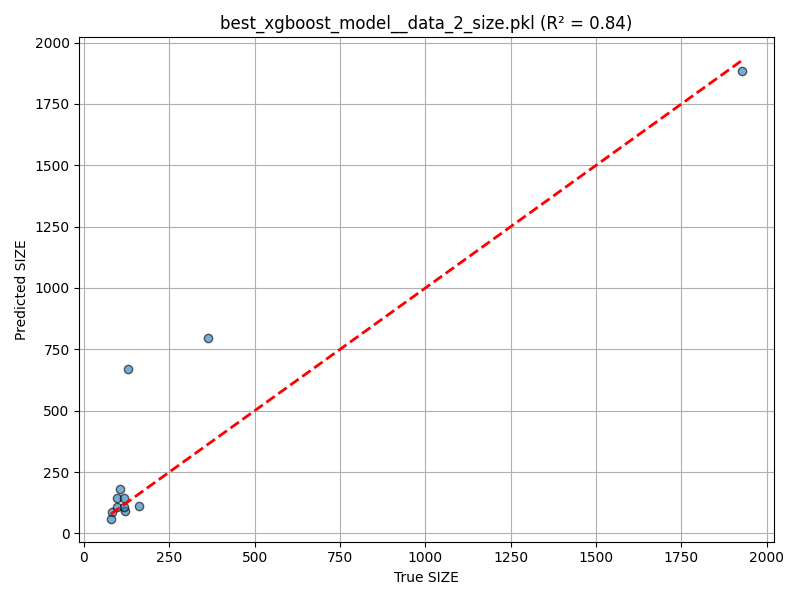 best_xgboost_model__data_2_size.pkl (R² = 0.84)
2000
1750
1500
1250
1000
750
500
250
0
Predicted SIZE
0 250 500 750 1000 1250 1500 1750 2000
True SIZE